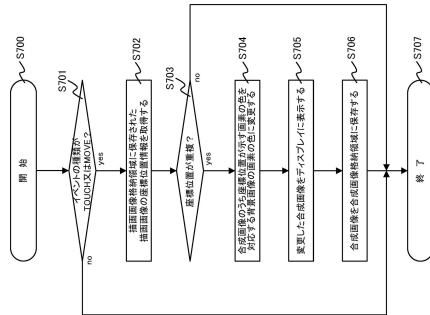 S700
開 始
S701
イベントの種類が
TOUCH又はMOVE？
no
yes
S702
描画画像格納領域に保存された
描画画像の座標位置情報を取得する
S703
座標位置が重複？
no
yes
S704
合成画像のうち座標位置が示す画素の色を
対応する背景画像の画素の色に変更する
S705
変更した合成画像をディスプレイに表示する
S706
合成画像を合成画像格納領域に保存する
S707
終 了